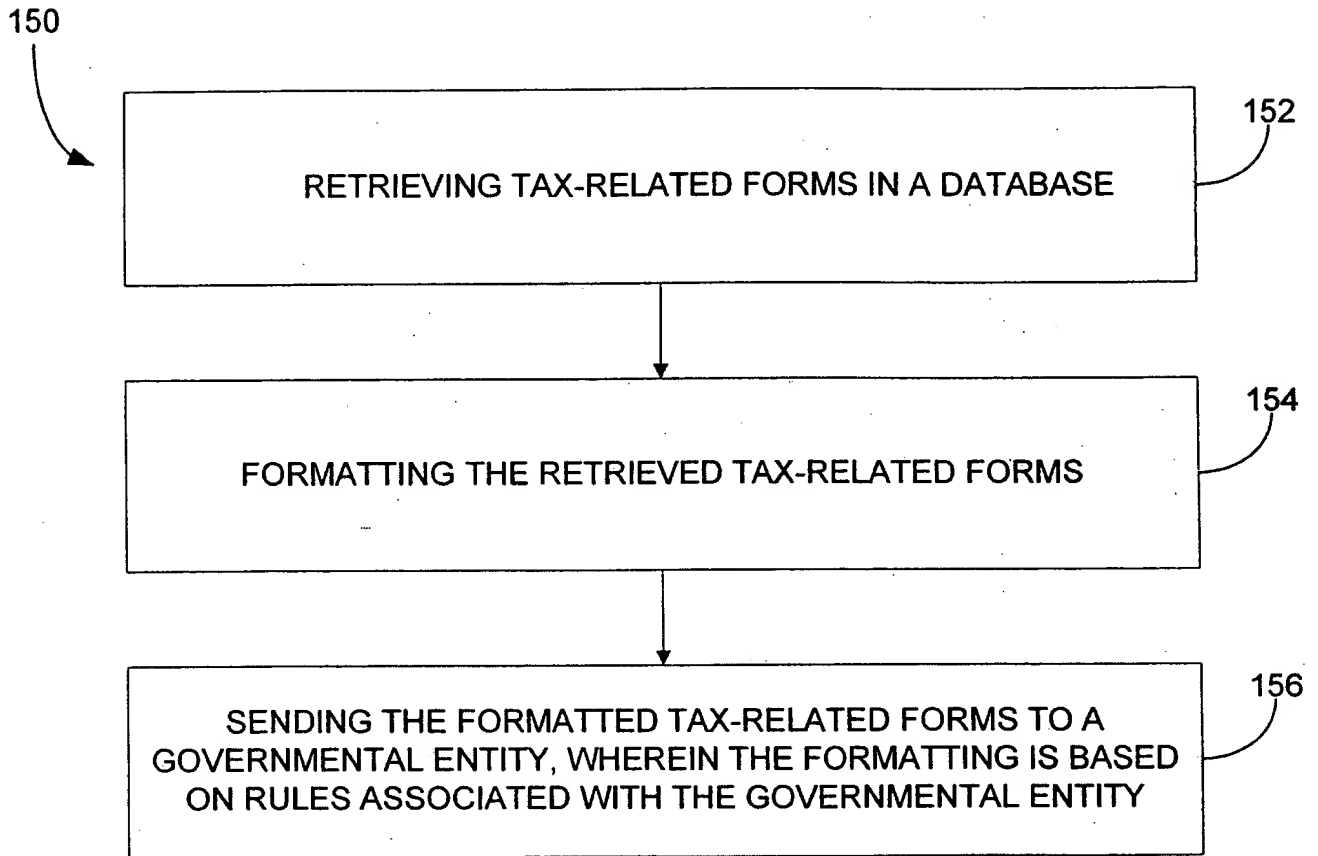 150
152
RETRIEVING TAX-RELATED FORMS IN A DATABASE
154
FORMATTING THE RETRIEVED TAX-RELATED FORMS
156
SENDING THE FORMATTED TAX-RELATED FORMS TO A
GOVERNMENTAL ENTITY, WHEREIN THE FORMATTING IS BASED
ON RULES ASSOCIATED WITH THE GOVERNMENTAL ENTITY